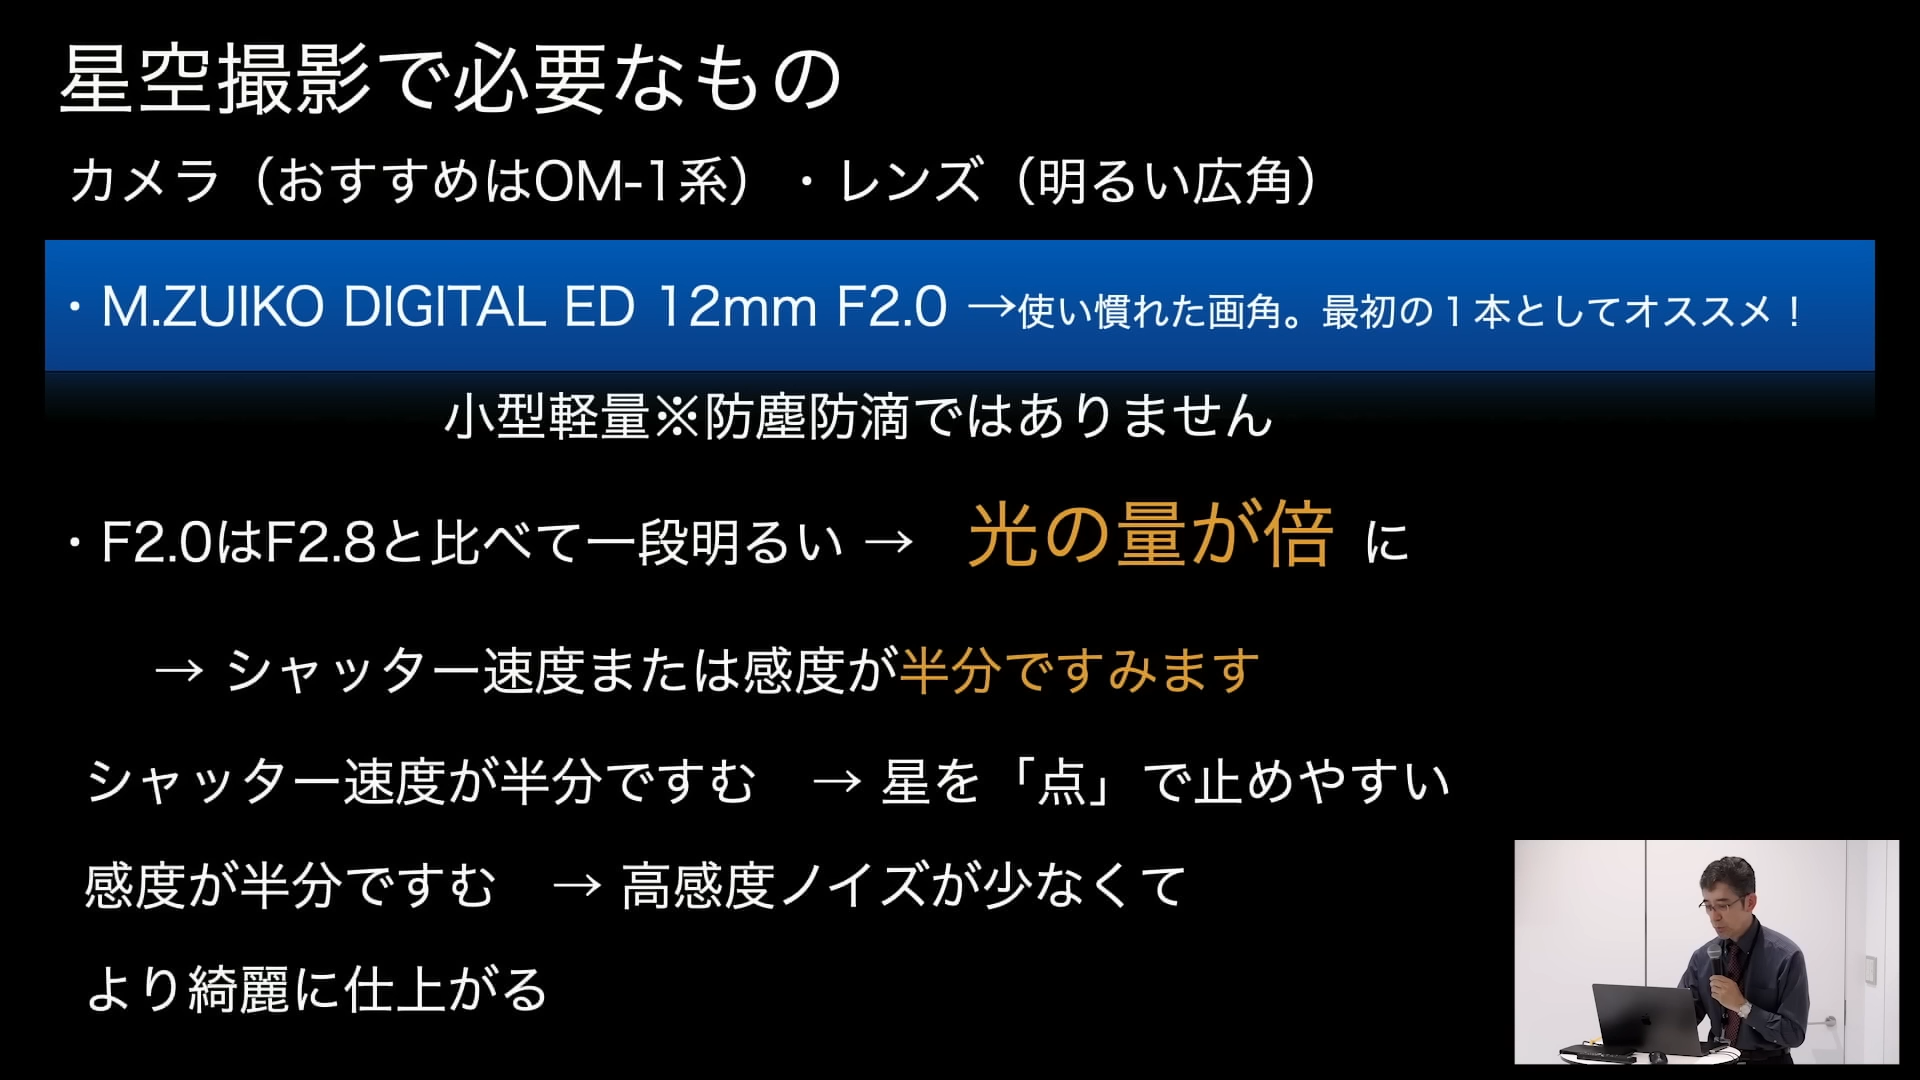 星空撮影で必要なもの
カメラ（おすすめはOM-1系）・レンズ（明るい広角）
・M.ZUIKO DIGITAL ED 12mm F2.0 →使い慣れた画角。最初の１本としてオススメ！
小型軽量※防塵防滴ではありません
・F2.0はF2.8と比べて一段明るい → 光の量が倍 に
→ シャッター速度または感度が半分ですみます
シャッター速度が半分ですむ　→ 星を「点」で止めやすい
感度が半分ですむ　→ 高感度ノイズが少なくて
より綺麗に仕上がる